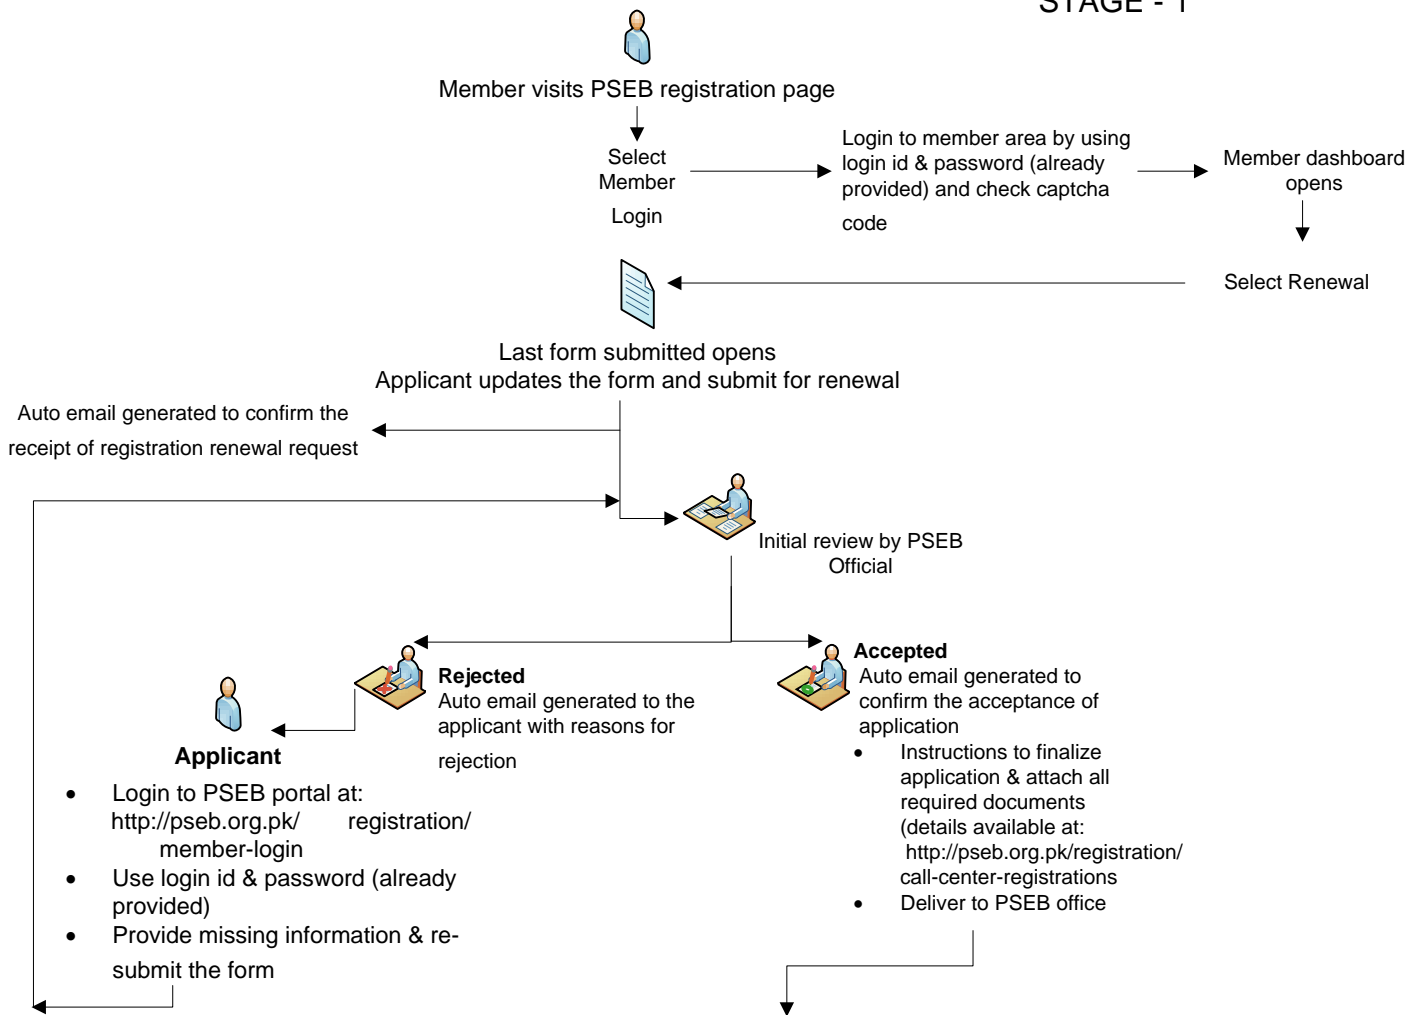 STAGE - 1
Member visits PSEB registration page
Select
Member
Login
Login to member area by using
login id & password (already
provided) and check captcha
code
Member dashboard
opens
Select Renewal
Last form submitted opens
Applicant updates the form and submit for renewal
Auto email generated to confirm the
receipt of registration renewal request
Initial review by PSEB
Official
Rejected
Auto email generated to the
applicant with reasons for
rejection
Accepted
Auto email generated to
confirm the acceptance of
application
• Instructions to finalize
application & attach all
required documents
(details available at:
http://pseb.org.pk/registration/
call-center-registrations
• Deliver to PSEB office
Applicant
• Login to PSEB portal at:
http://pseb.org.pk/ registration/
member-login
• Use login id & password (already
provided)
• Provide missing information & re-
submit the form